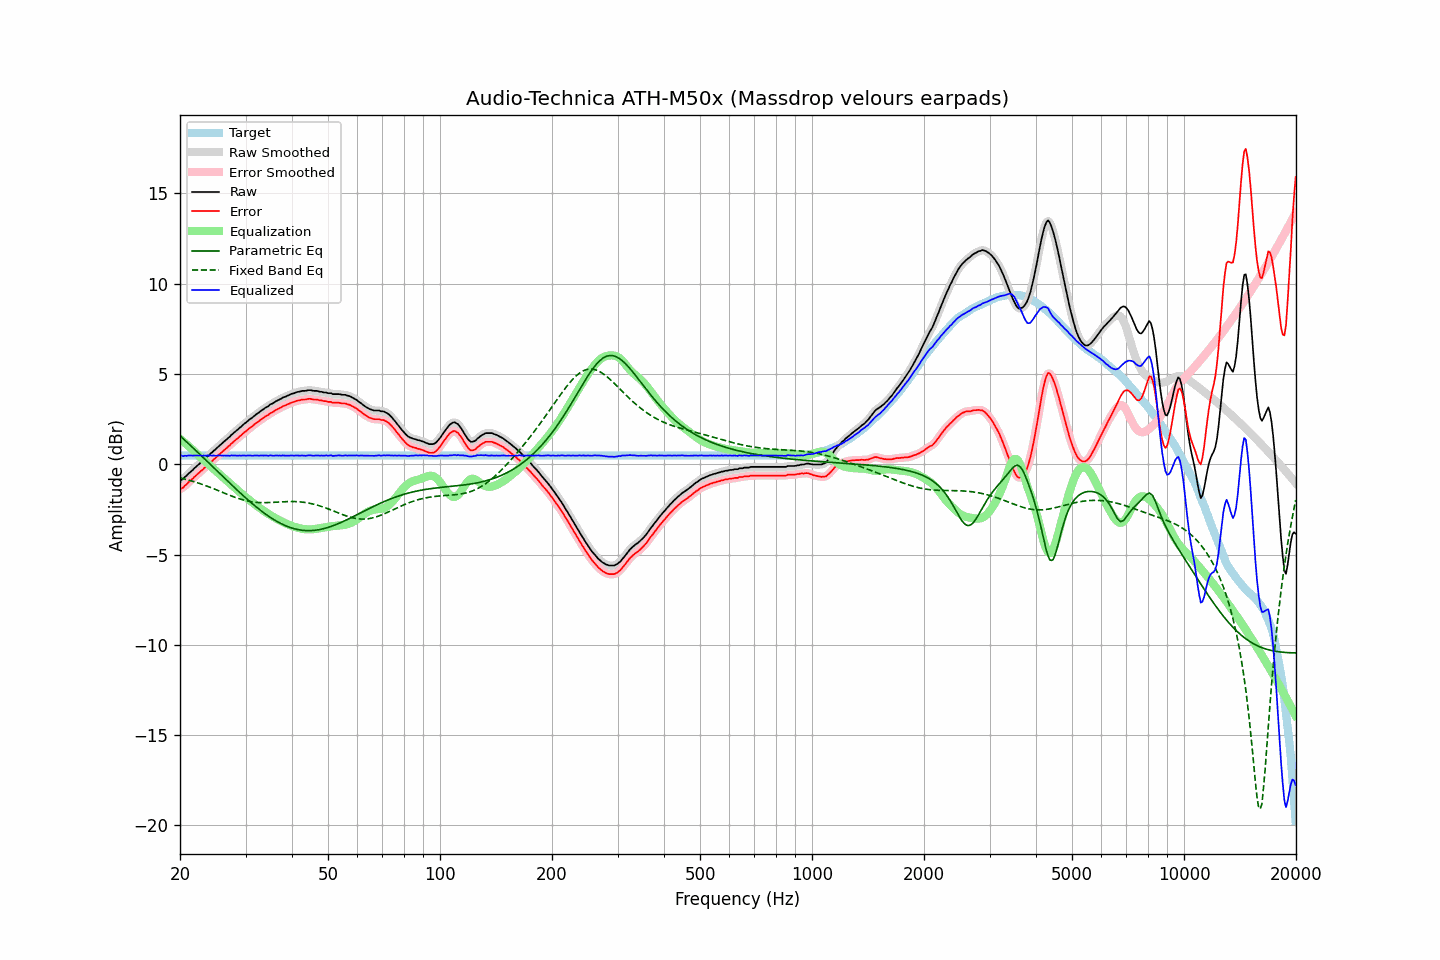 Audio-Technica ATH-M50x (Massdrop velours earpads)
Target
Raw Smoothed
Error Smoothed
Raw
Error
Equalization
Parametric Eq
Fixed Band Eq
Equalized
Amplitude (dBr)
15
10
5
0
−5
−10
−15
−20
20
50
100
200
500
1000
2000
5000
10000
20000
Frequency (Hz)